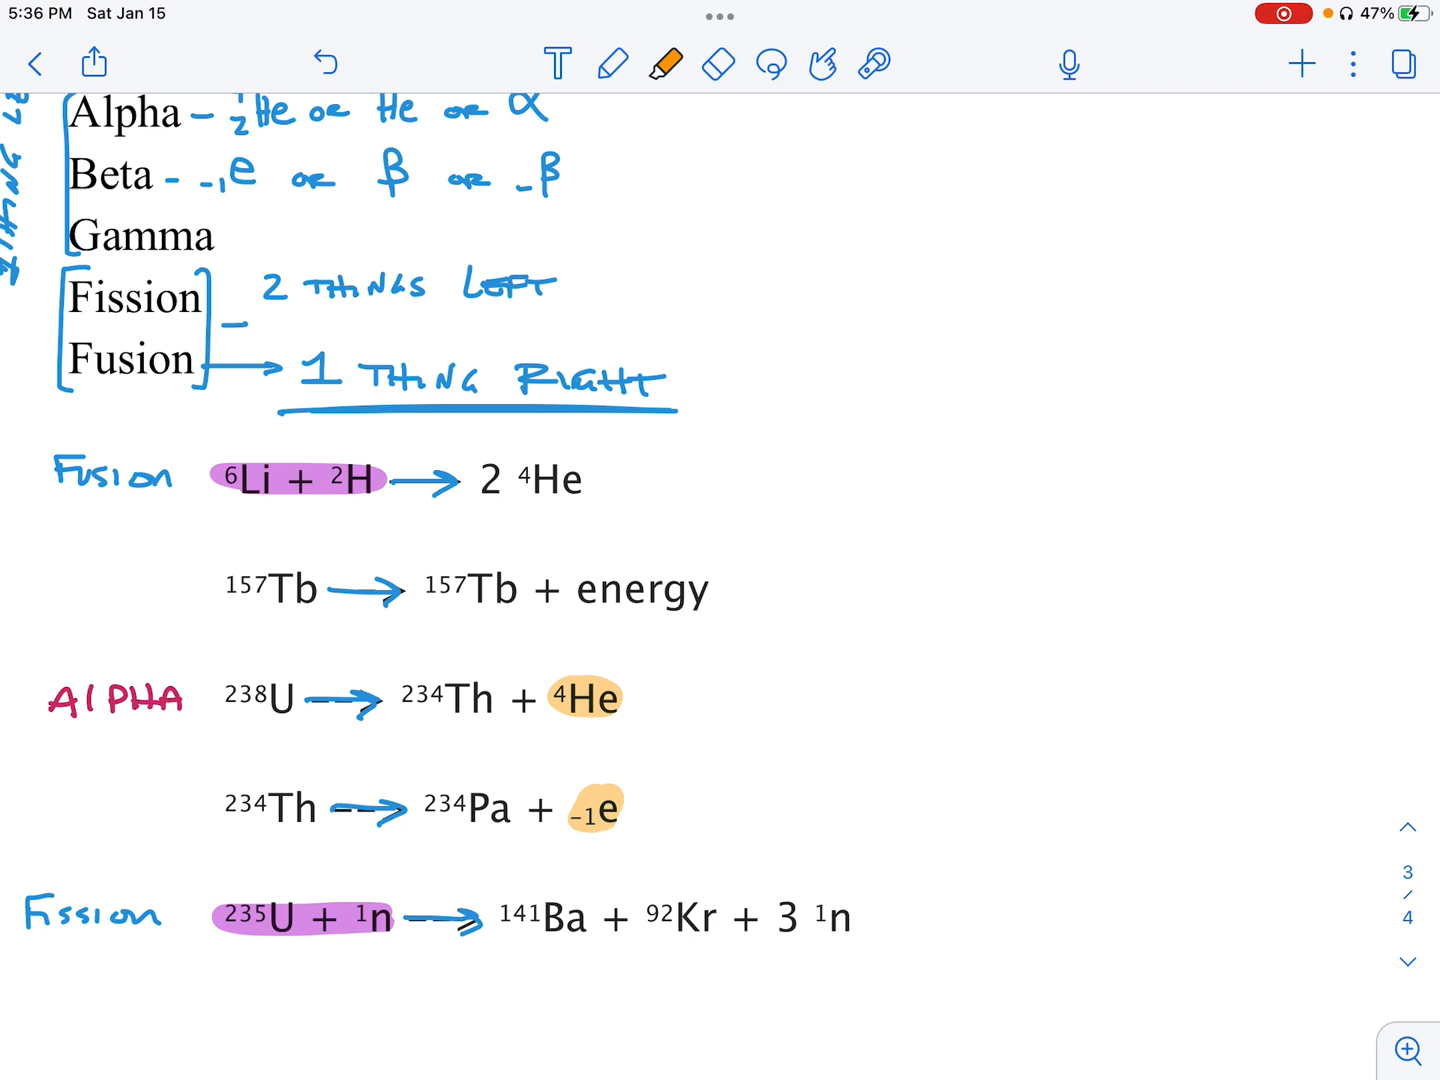 5:36 PM Sat Jan 15 47%
Alpha – ₂He or He or α
Beta - ₋₁e or β or ₋β
Gamma
Fission – 2 THINGS LEFT
Fusion → 1 THING RIGHT
Fusion ⁶Li + ²H → 2 ⁴He
¹⁵⁷Tb → ¹⁵⁷Tb + energy
AlPHA ²³⁸U → ²³⁴Th + ⁴He
²³⁴Th → ²³⁴Pa + ₋₁e
Fission ²³⁵U + ¹n → ¹⁴¹Ba + ⁹²Kr + 3 ¹n
3
/
4